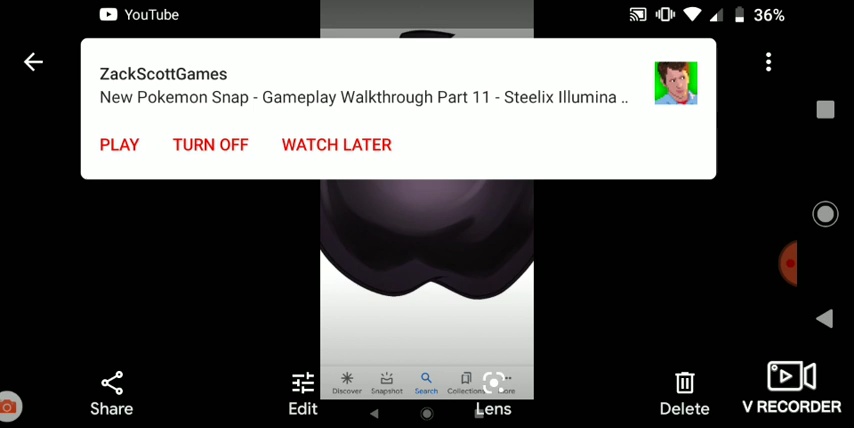 YouTube
36%
ZackScottGames
New Pokemon Snap - Gameplay Walkthrough Part 11 - Steelix Illumina ..
PLAY TURN OFF WATCH LATER
Discover Snapshot Search Collections More
Share Edit Lens Delete V RECORDER